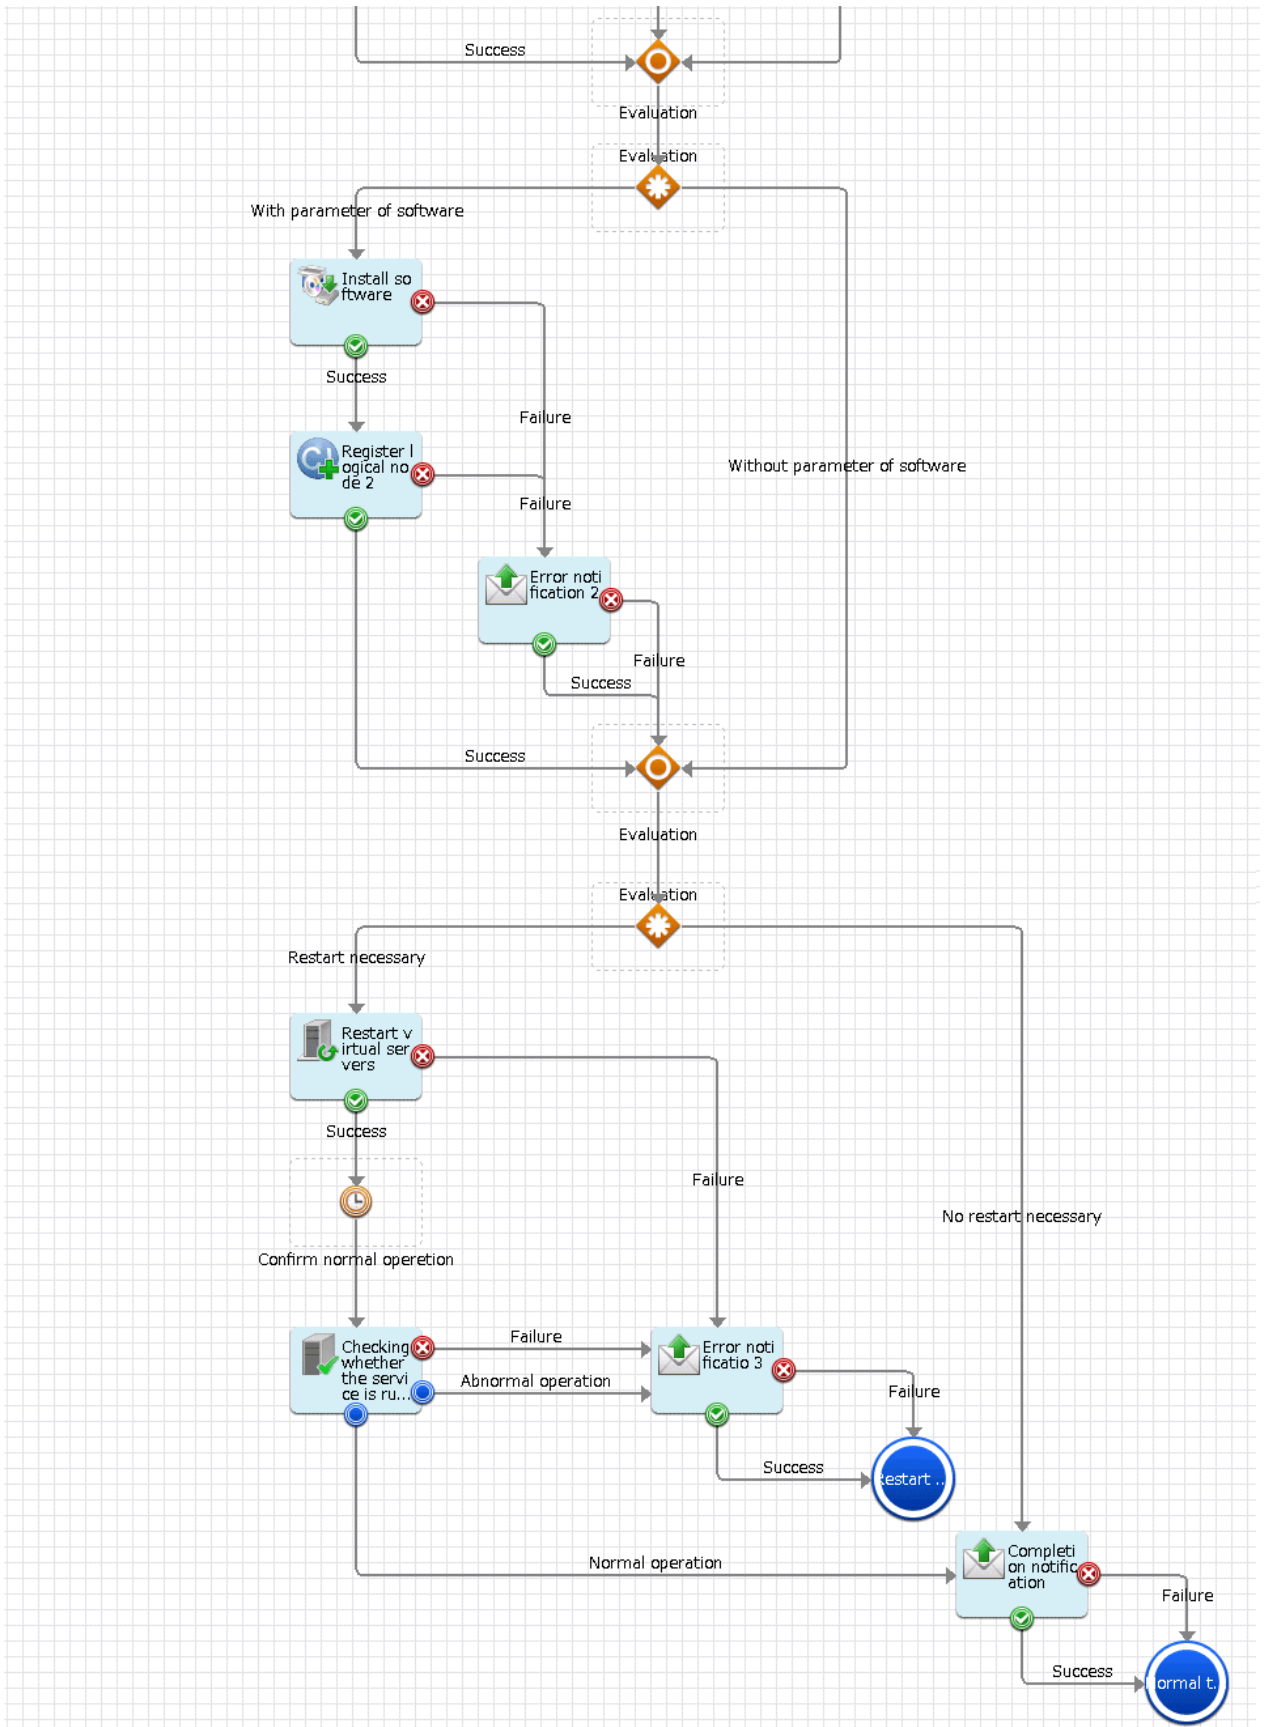 Success
Evaluation
Evaluation
With parameter of software
Install so
ftware
Success
Failure
Register l
ogical no
de 2
Without parameter of software
Failure
Error noti
fication 2
Failure
Success
Success
Evaluation
Evaluation
Restart necessary
Restart v
irtual ser
vers
Success
Failure
No restart necessary
Confirm normal operetion
Checking
whether
the servi
ce is ru...
Failure
Abnormal operation
Error noti
ficatio 3
Failure
Success
Restart ..
Normal operation
Completi
on notific
ation
Failure
Success
ormal t.